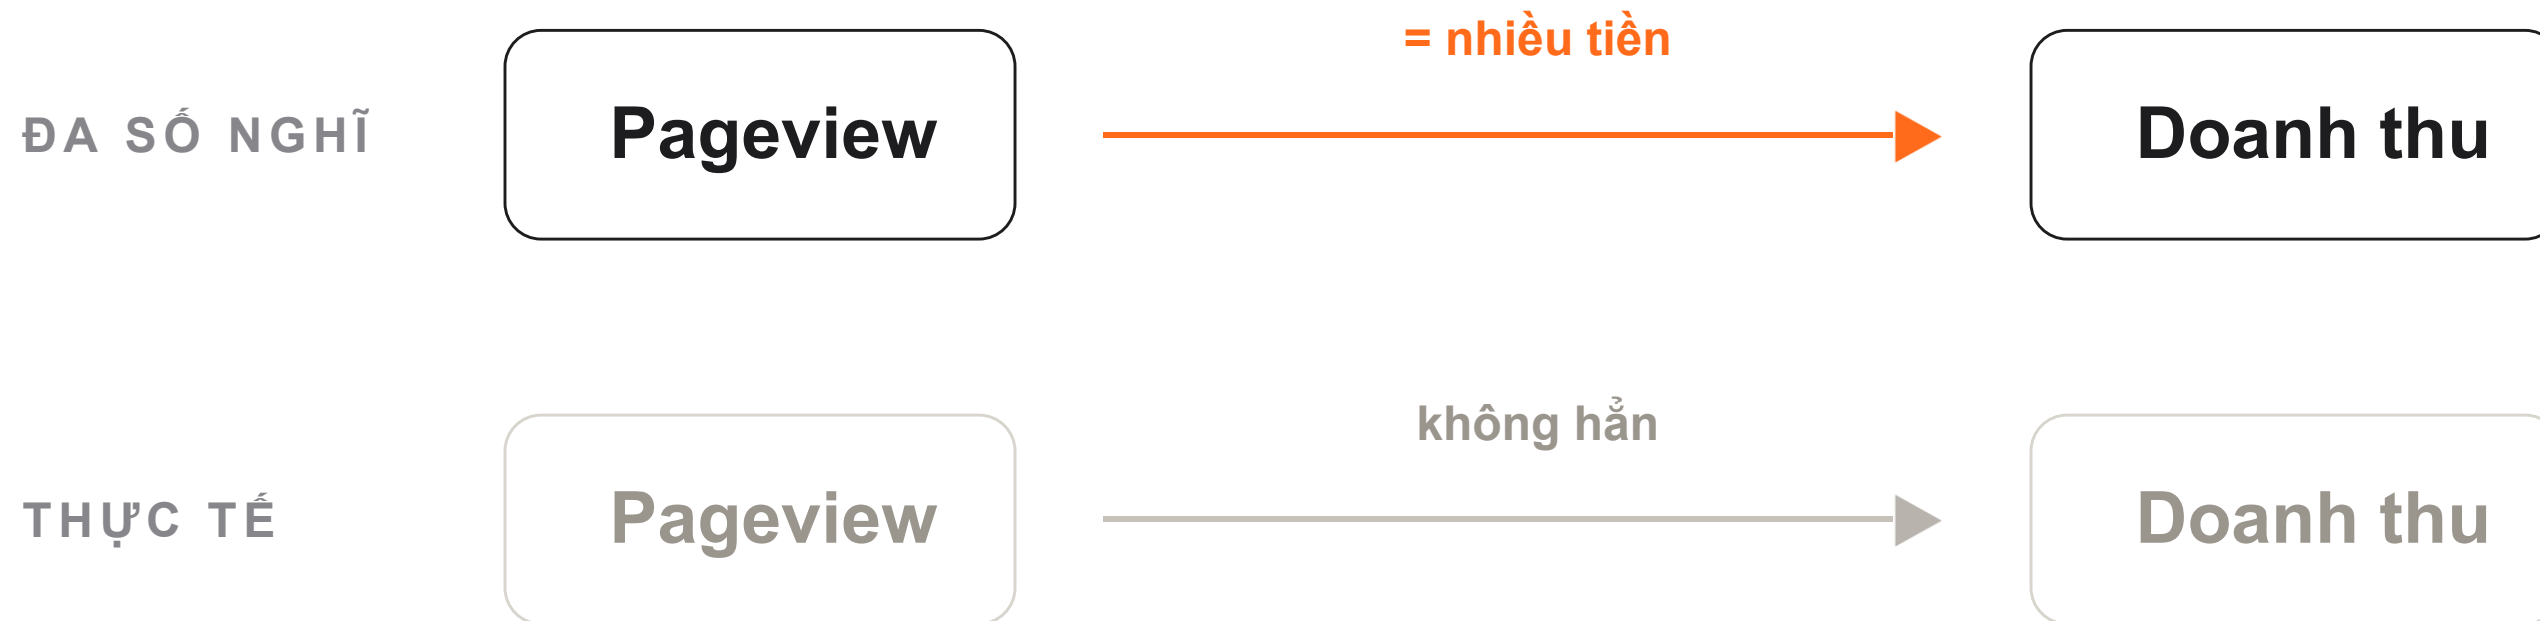 = nhiều tiền
ĐA SỐ NGHĨ Pageview Doanh thu
không hẳn
THỰC TẾ Pageview Doanh thu